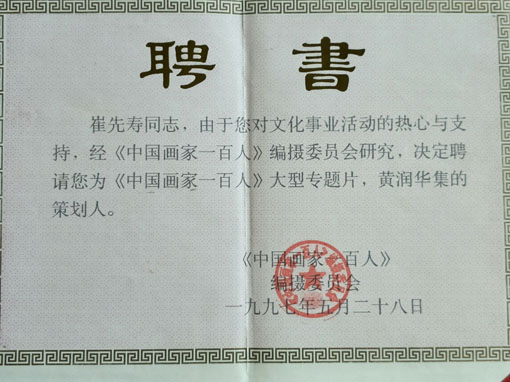 聘書
崔先寿同志，由于您对文化事业活动的热心与支
持，经《中国画家一百人》编摄委员会研究，决定聘
请您为《中国画家一百人》大型专题片，黄润华集的
策划人。
《中国画家一百人》
编摄委员会
一九九七年五月二十八日